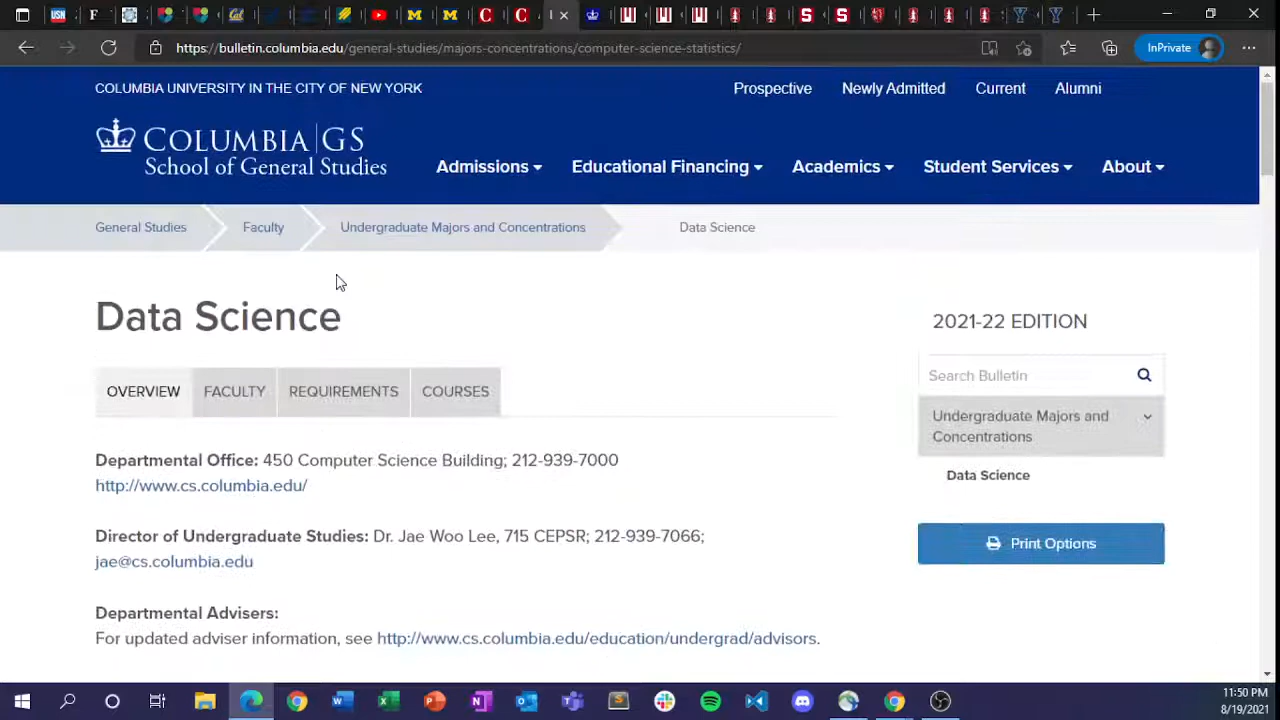 https://bulletin.columbia.edu/general-studies/majors-concentrations/computer-science-statistics/
InPrivate
COLUMBIA UNIVERSITY IN THE CITY OF NEW YORK
Prospective Newly Admitted Current Alumni
COLUMBIA | GS
School of General Studies
Admissions Educational Financing Academics Student Services About
General Studies Faculty Undergraduate Majors and Concentrations Data Science
Data Science
OVERVIEW FACULTY REQUIREMENTS COURSES
Departmental Office: 450 Computer Science Building; 212-939-7000
http://www.cs.columbia.edu/
Director of Undergraduate Studies: Dr. Jae Woo Lee, 715 CEPSR; 212-939-7066;
jae@cs.columbia.edu
Departmental Advisers:
For updated adviser information, see http://www.cs.columbia.edu/education/undergrad/advisors.
2021-22 EDITION
Search Bulletin
Undergraduate Majors and
Concentrations
Data Science
Print Options
11:50 PM
8/19/2021